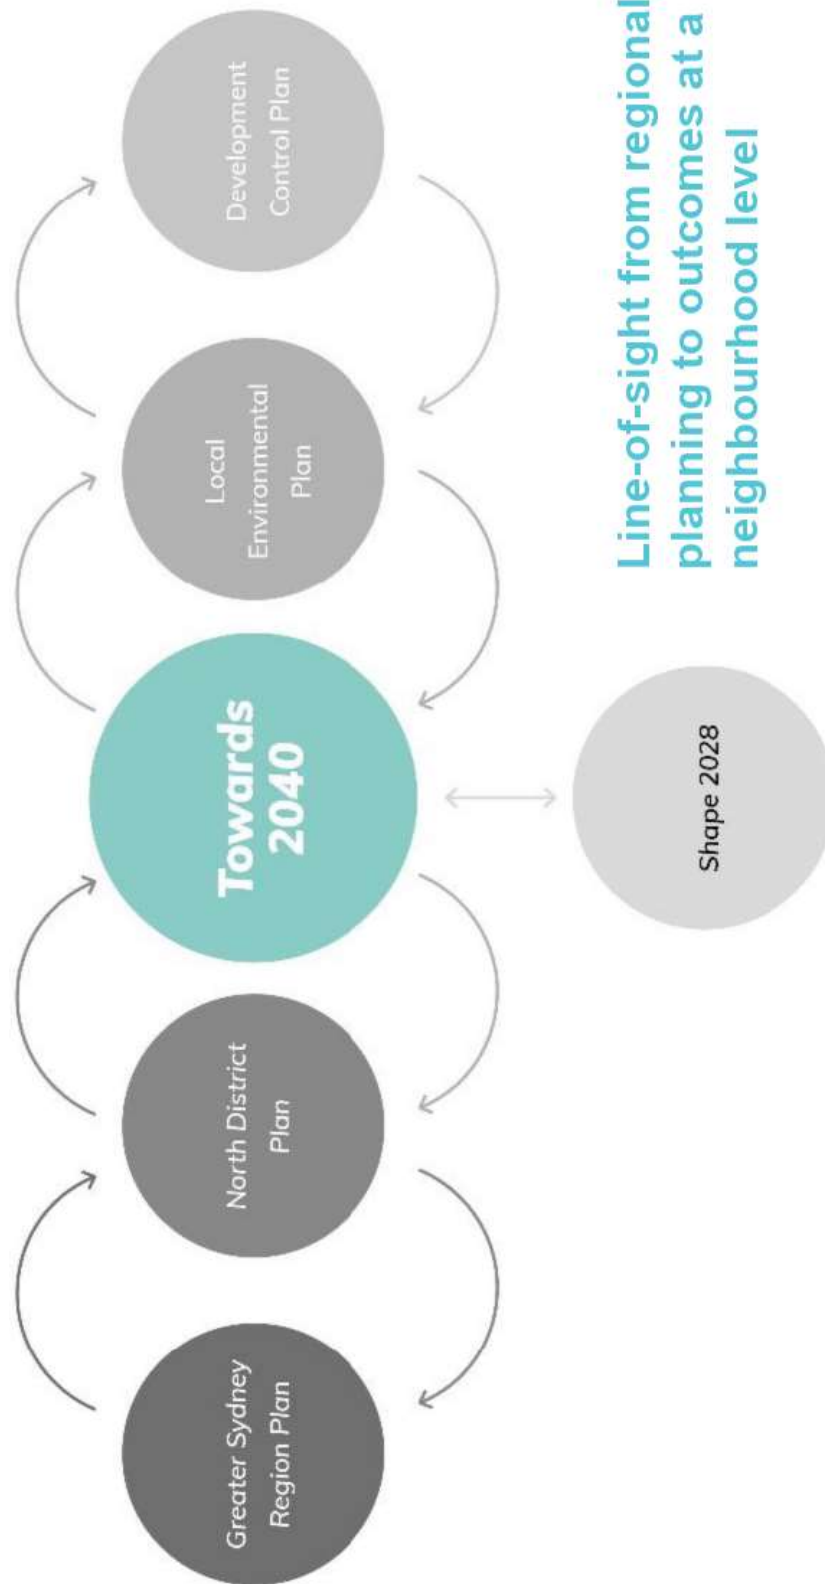 Greater Sydney
Region Plan
North District
Plan
Towards
2040
Local
Environmental
Plan
Development
Control Plan
Shape 2028
Line-of-sight from regional
planning to outcomes at a
neighbourhood level